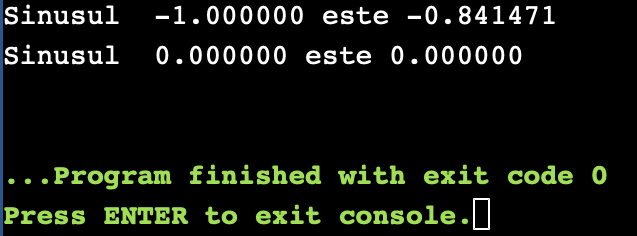 Sinusul  -1.000000 este -0.841471
Sinusul  0.000000 este 0.000000
...Program finished with exit code 0
Press ENTER to exit console.